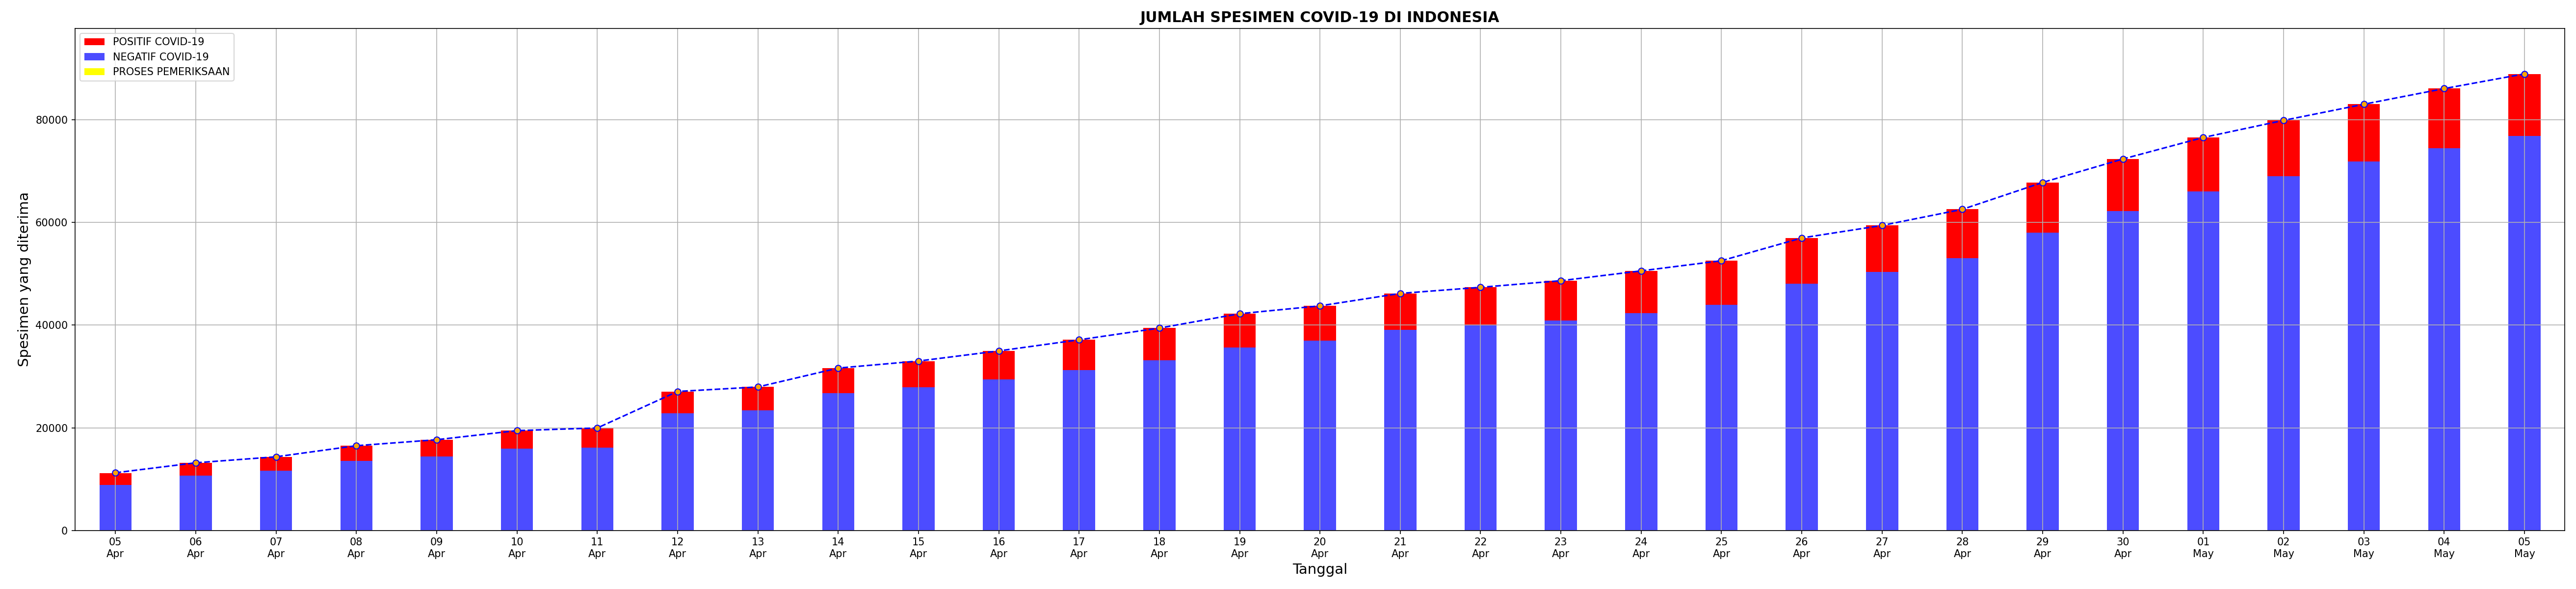 JUMLAH SPESIMEN COVID-19 DI INDONESIA
POSITIF COVID-19
NEGATIF COVID-19
PROSES PEMERIKSAAN
Spesimen yang diterima
80000
60000
40000
20000
0
05 06 07 08 09 10 11 12 13 14 15 16 17 18 19 20 21 22 23 24 25 26 27 28 29 30 01 02 03 04 05
Apr Apr Apr Apr Apr Apr Apr Apr Apr Apr Apr Apr Apr Apr Apr Apr Apr Apr Apr Apr Apr Apr Apr Apr Apr Apr May May May May May
Tanggal